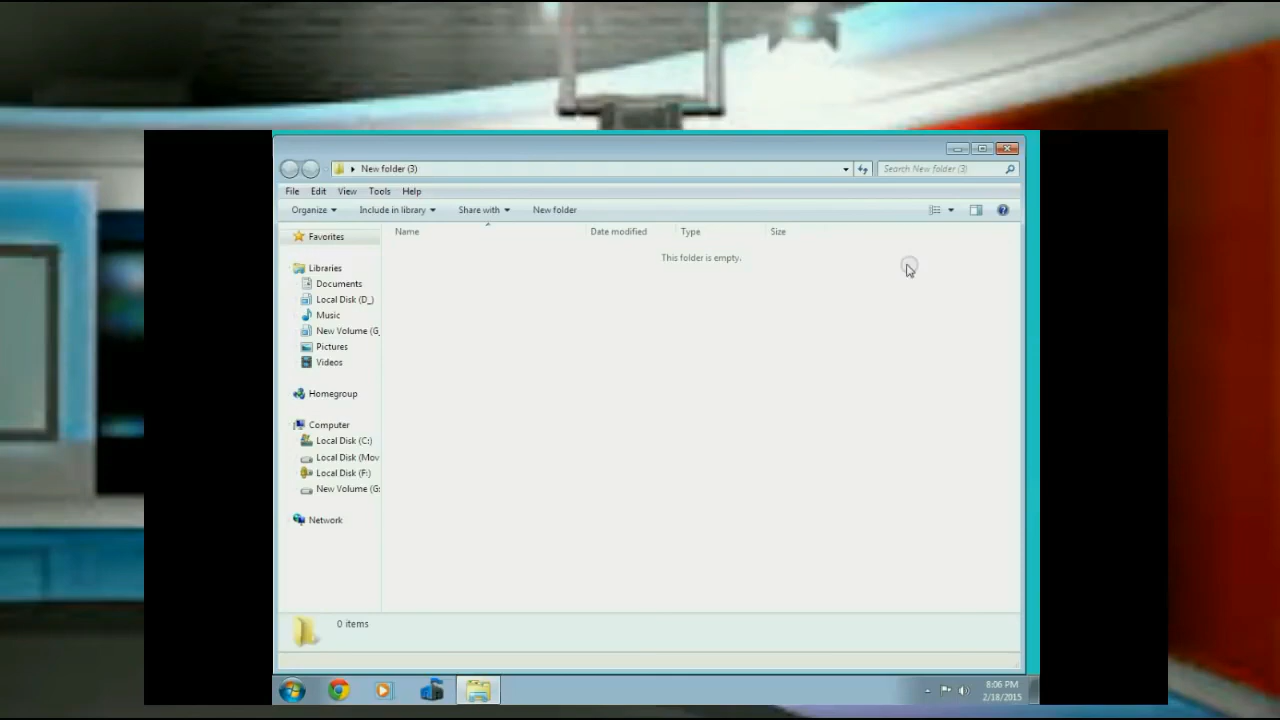 New folder (3)
Search New folder (3)
File Edit View Tools Help
Organize Include in library Share with New folder
Name Date modified Type Size
This folder is empty.
Favorites
Libraries
Documents
Local Disk (D_)
Music
New Volume (G_
Pictures
Videos
Homegroup
Computer
Local Disk (C:)
Local Disk (Mov
Local Disk (F:)
New Volume (G:
Network
0 items
8:06 PM
2/18/2015